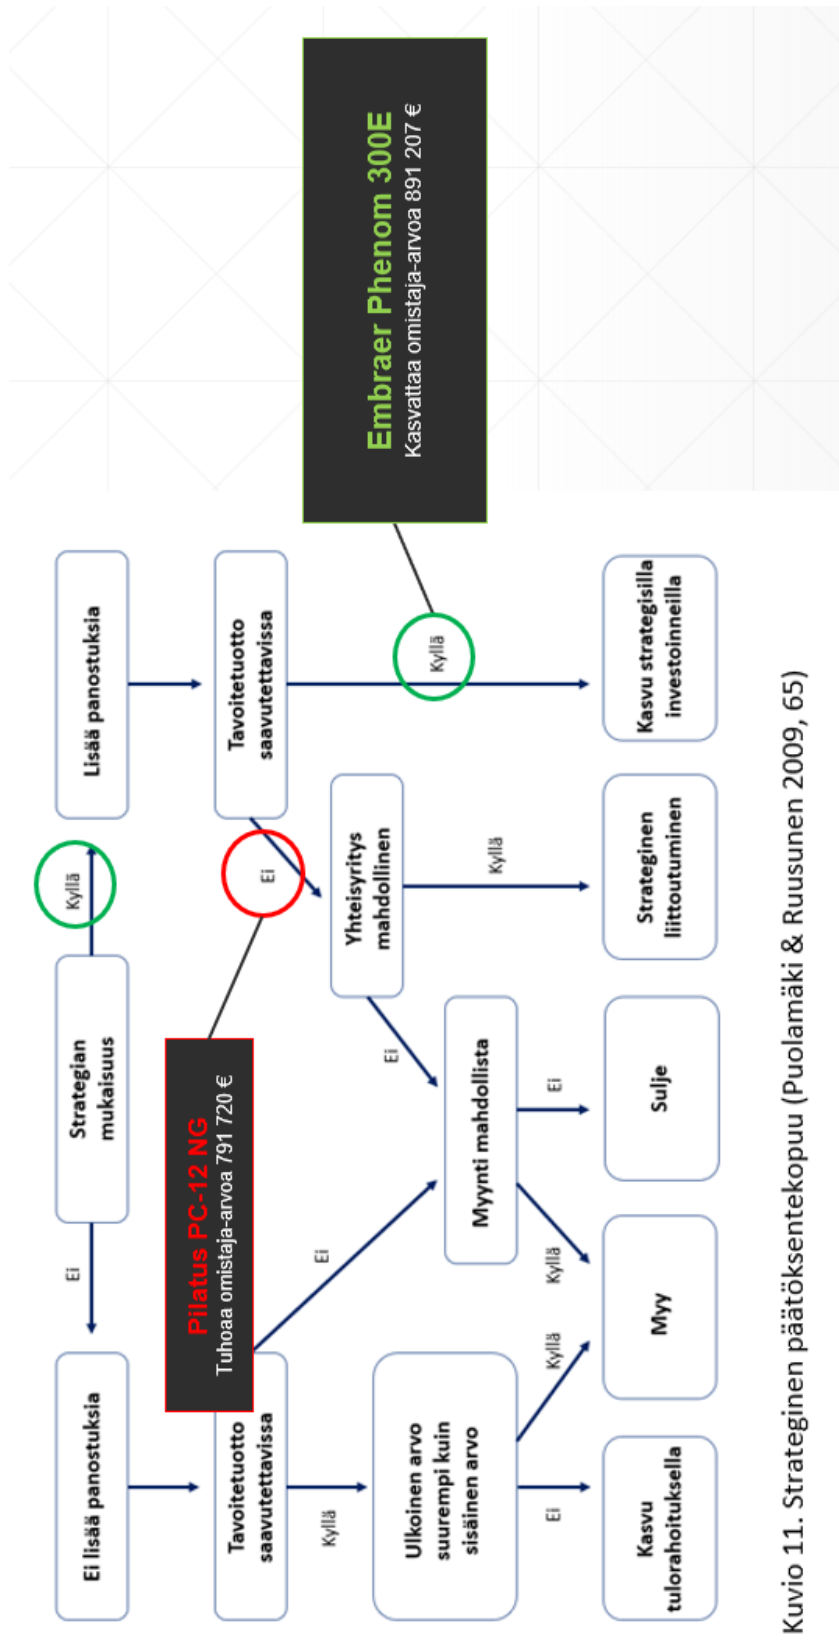 Ei lisää panostuksia
Ei
Strategian
mukaisuus
Kyllä
Lisää panostuksia
Pilatus PC-12 NG
Tuhoaa omistaja-arvoa 791 720 €
Tavoitetuotto
saavutettavissa
Ei
Tavoitetuotto
saavutettavissa
Kyllä
Ei
Yhteisyritys
mahdollinen
Ei
Kyllä
Embraer Phenom 300E
Kasvattaa omistaja-arvoa 891 207 €
Ulkoinen arvo
suurempi kuin
sisäinen arvo
Myynti mahdollista
Kyllä
Ei
Kyllä
Kyllä
Ei
Kasvu
tulorahoituksella
Myy
Sulje
Strateginen
liittoutuminen
Kasvu strategisilla
investoinneilla
Kuvio 11. Strateginen päätöksentekopuu (Puolamäki & Ruusunen 2009, 65)